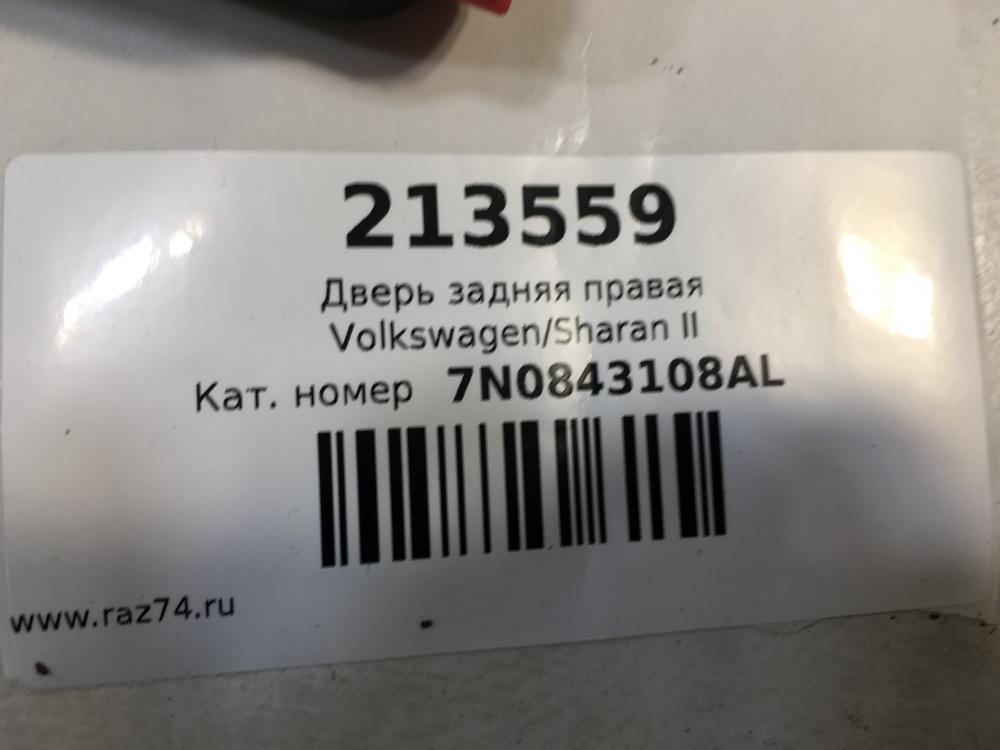 213559
Дверь задняя правая
Volkswagen/Sharan II
Кат. номер 7N0843108AL
www.raz74.ru